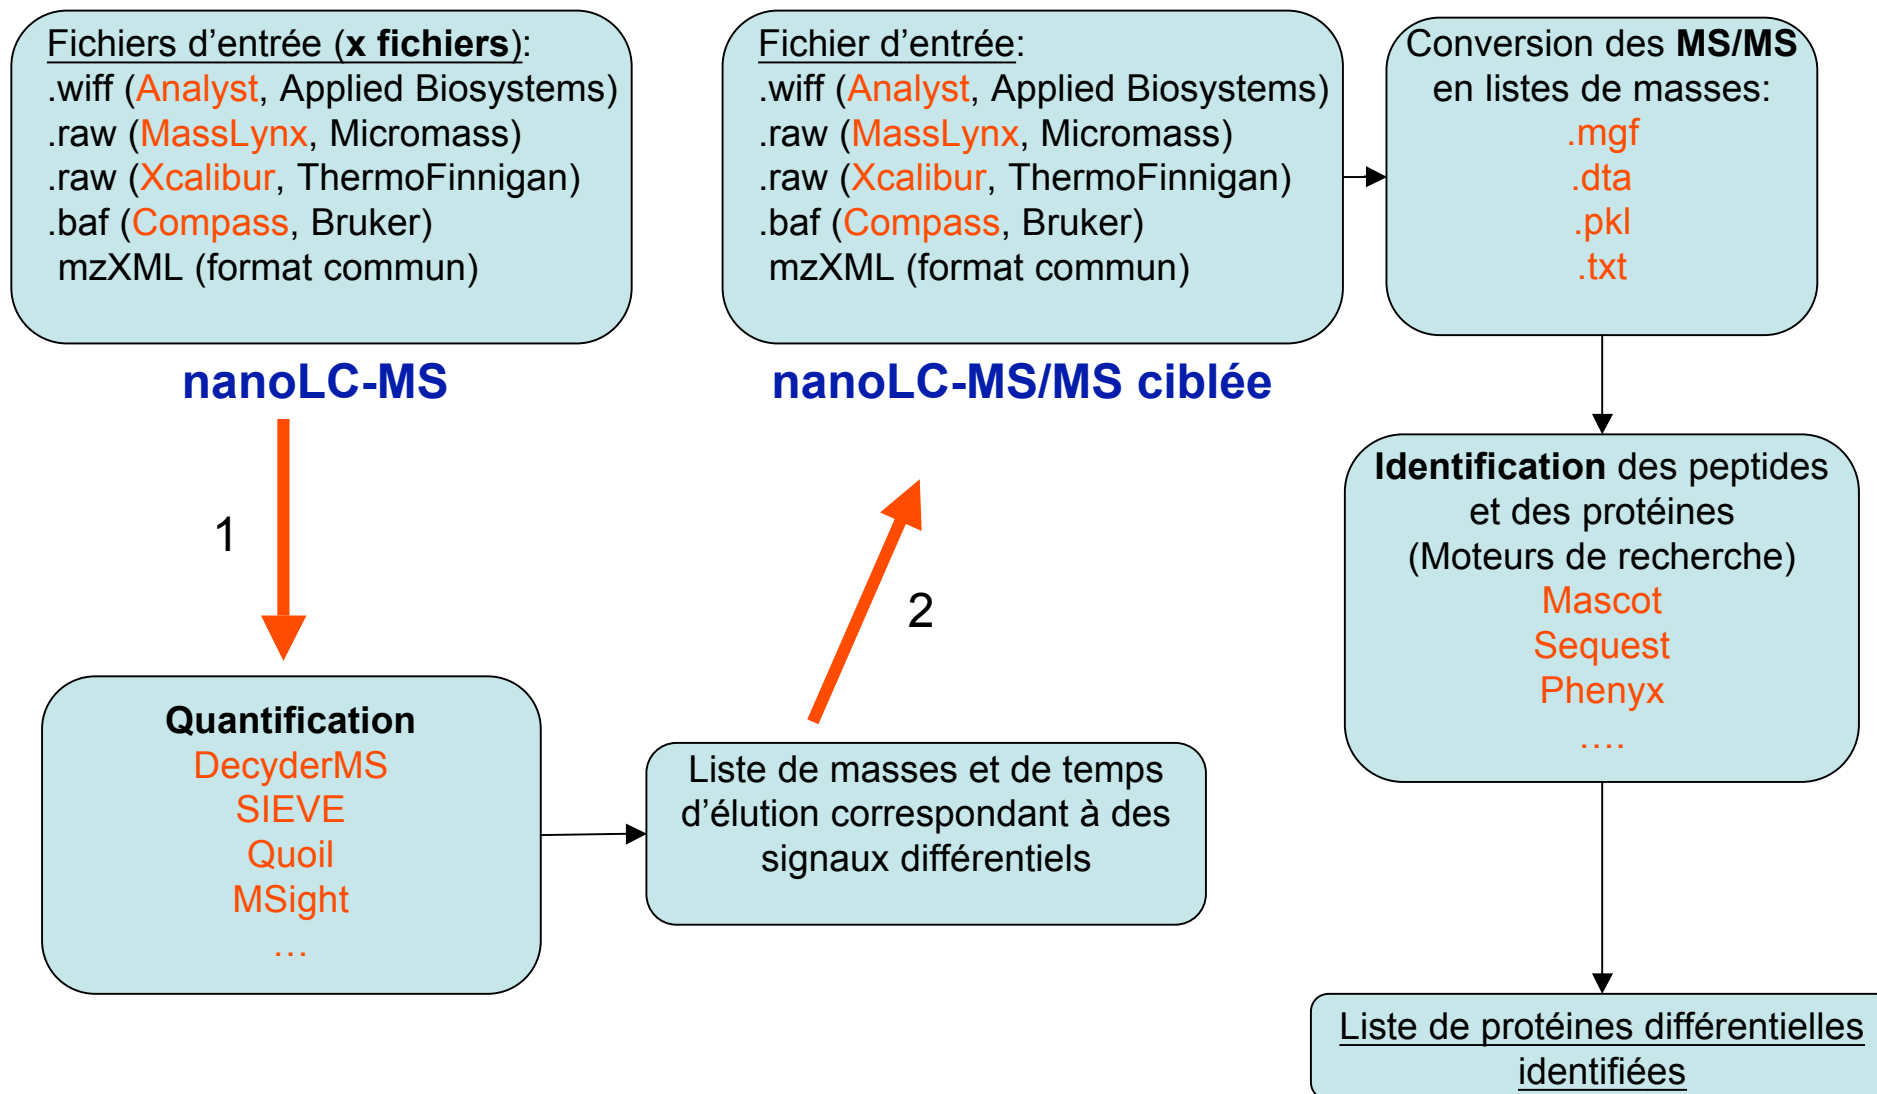 Fichiers d'entrée (x fichiers):
.wiff (Analyst, Applied Biosystems)
.raw (MassLynx, Micromass)
.raw (Xcalibur, ThermoFinnigan)
.baf (Compass, Bruker)
mzXML (format commun)
nanoLC-MS
1
Quantification
DecyderMS
SIEVE
Quoil
MSight
…
Liste de masses et de temps
d'élution correspondant à des
signaux différentiels
2
Fichier d'entrée:
.wiff (Analyst, Applied Biosystems)
.raw (MassLynx, Micromass)
.raw (Xcalibur, ThermoFinnigan)
.baf (Compass, Bruker)
mzXML (format commun)
nanoLC-MS/MS ciblée
Conversion des MS/MS
en listes de masses:
.mgf
.dta
.pkl
.txt
Identification des peptides
et des protéines
(Moteurs de recherche)
Mascot
Sequest
Phenyx
….
Liste de protéines différentielles
identifiées